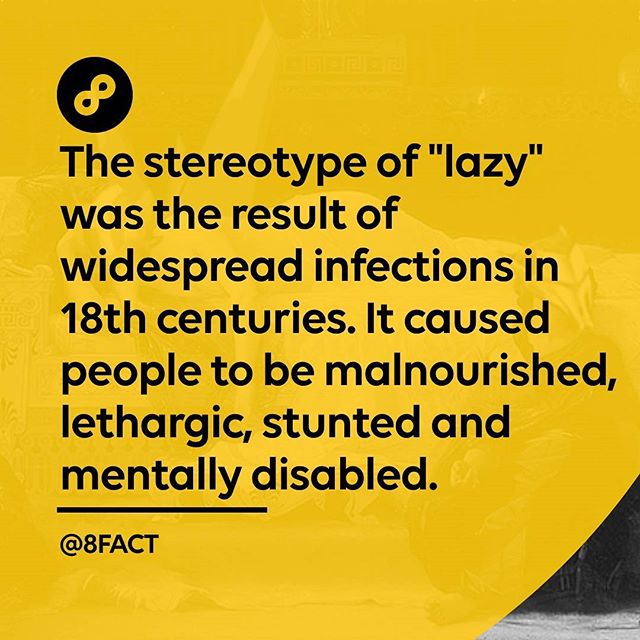 The stereotype of "lazy"
was the result of
widespread infections in
18th centuries. It caused
people to be malnourished,
lethargic, stunted and
mentally disabled.
@8FACT